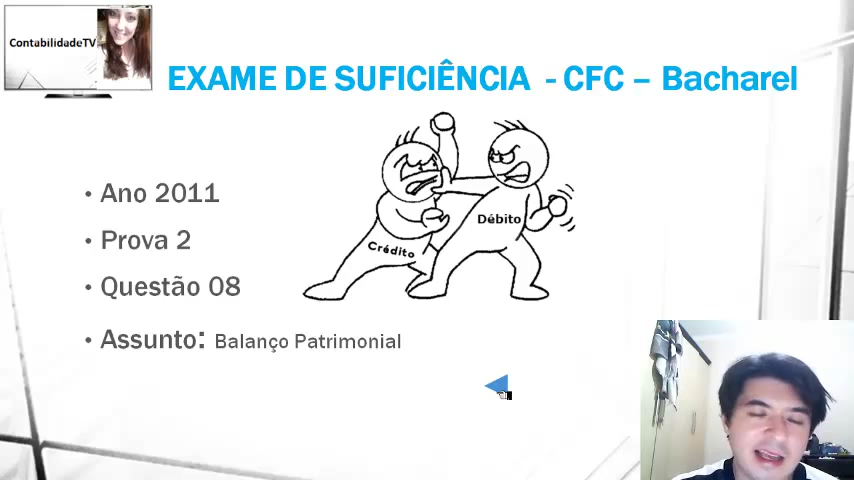 ContabilidadeTV
EXAME DE SUFICIÊNCIA - CFC – Bacharel
• Ano 2011
• Prova 2
• Questão 08
• Assunto: Balanço Patrimonial
Crédito
Débito